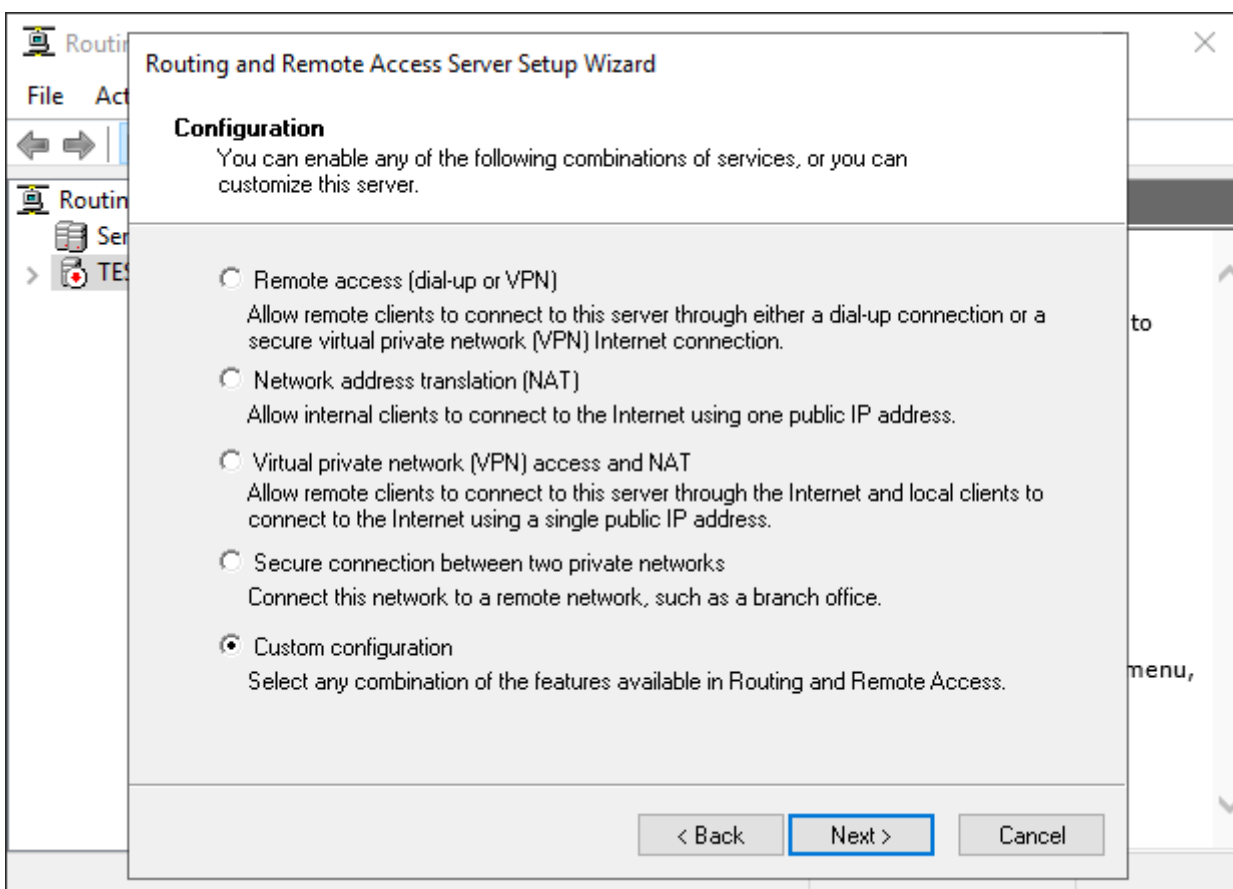 Routin
Routing and Remote Access Server Setup Wizard
File Act
Configuration
You can enable any of the following combinations of services, or you can
customize this server.
Routin
Ser
TES
Remote access (dial-up or VPN)
Allow remote clients to connect to this server through either a dial-up connection or a
secure virtual private network (VPN) Internet connection.
to
Network address translation (NAT)
Allow internal clients to connect to the Internet using one public IP address.
Virtual private network (VPN) access and NAT
Allow remote clients to connect to this server through the Internet and local clients to
connect to the Internet using a single public IP address.
Secure connection between two private networks
Connect this network to a remote network, such as a branch office.
Custom configuration
Select any combination of the features available in Routing and Remote Access.
menu,
< Back Next > Cancel